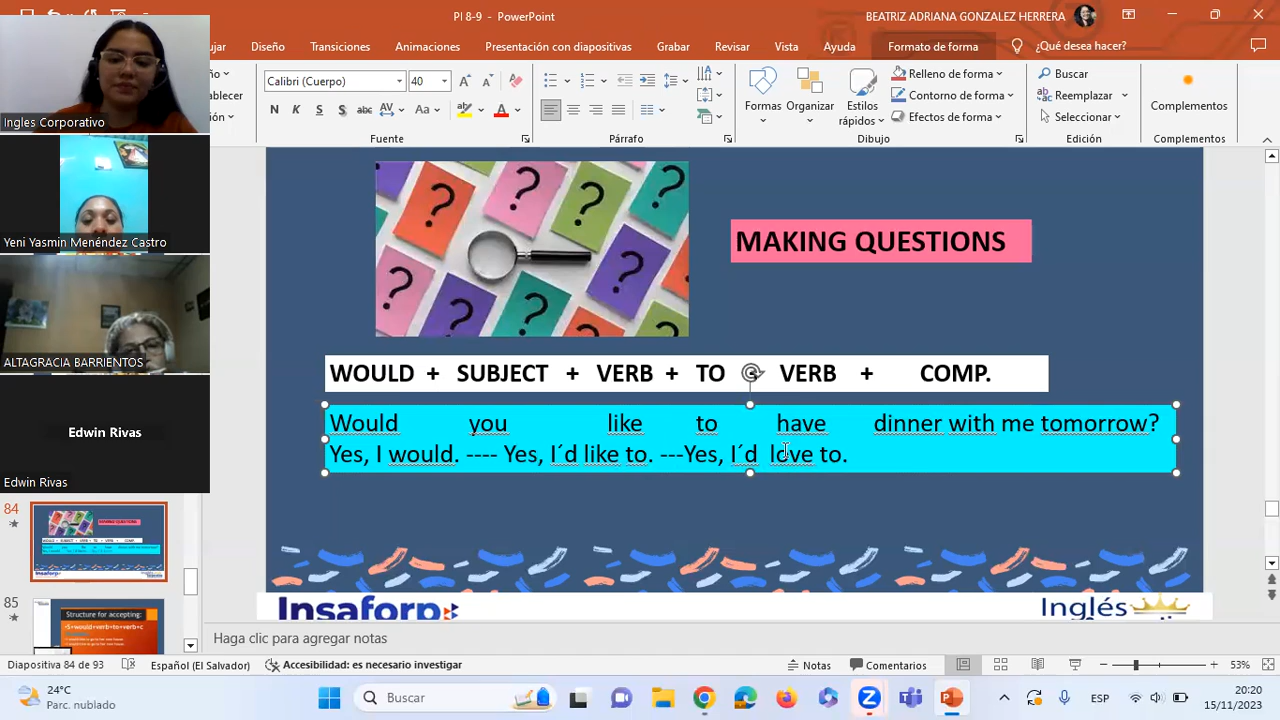 PI 8-9 - PowerPoint
BEATRIZ ADRIANA GONZALEZ HERRERA
Diseño Transiciones Animaciones Presentación con diapositivas Grabar Revisar Vista Ayuda Formato de forma ¿Qué desea hacer?
Calibri (Cuerpo) 40
N K S abc AV Aa A
Fuente
Párrafo
Formas Organizar Estilos rápidos
Relleno de forma
Contorno de forma
Efectos de forma
Dibujo
Buscar
Reemplazar
Seleccionar
Edición
Complementos
Complementos
Ingles Corporativo
Yeni Yasmin Menéndez Castro
ALTAGRACIA BARRIENTOS
Edwin Rivas
Edwin Rivas
MAKING QUESTIONS
WOULD + SUBJECT + VERB + TO VERB + COMP.
Would you like to have dinner with me tomorrow?
Yes, I would. ---- Yes, I´d like to. ---Yes, I´d love to.
Insaforp
Inglés
84
MAKING QUESTIONS
85
Structure for accepting:
Haga clic para agregar notas
Diapositiva 84 de 93 Español (El Salvador) Accesibilidad: es necesario investigar Notas Comentarios 53%
24°C
Parc. nublado
Buscar
ESP
20:20
15/11/2023